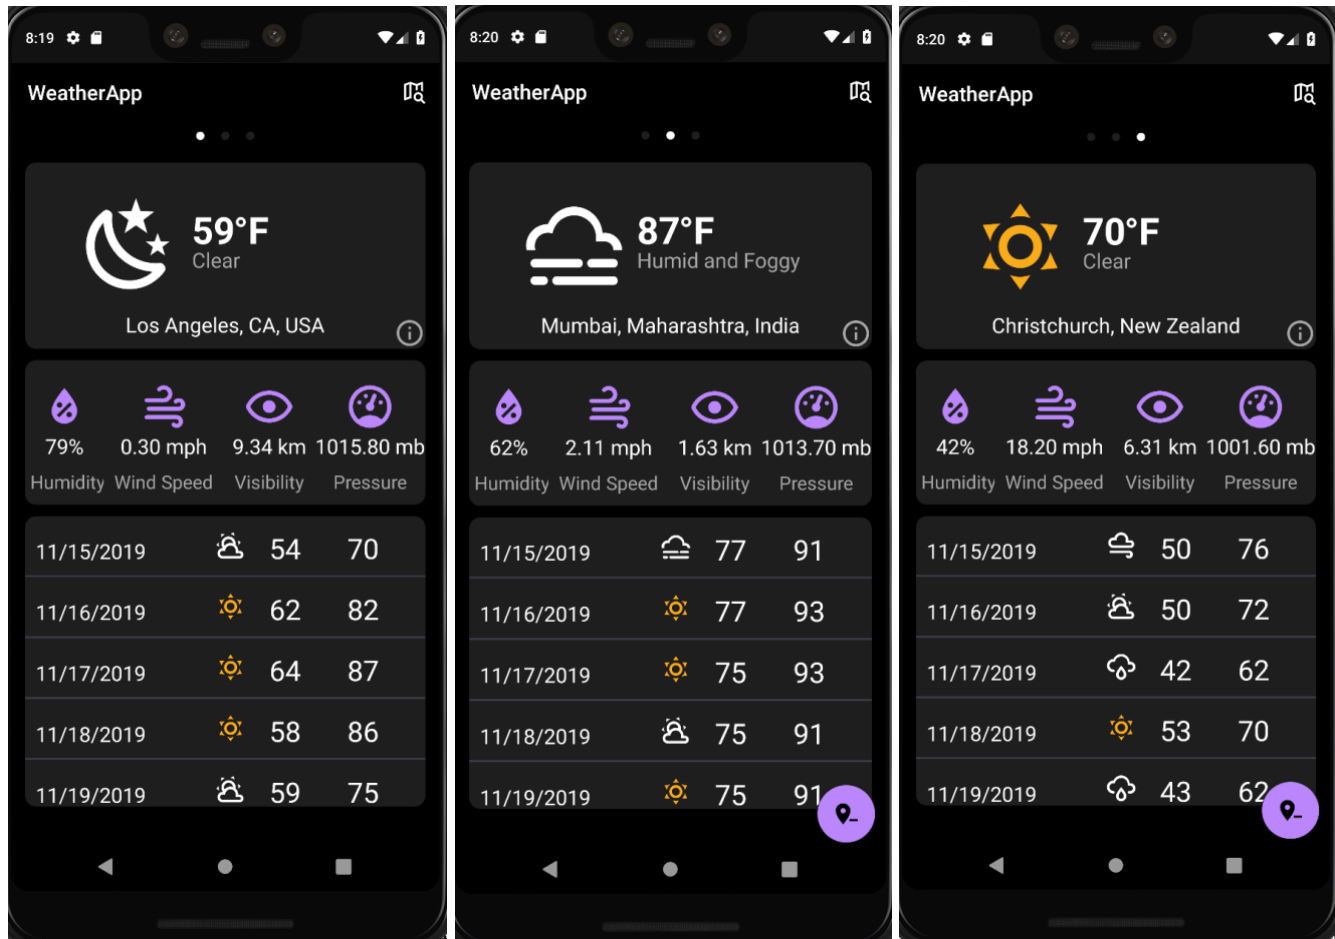 8:19
WeatherApp
59°F
Clear
Los Angeles, CA, USA
79% 0.30 mph 9.34 km 1015.80 mb
Humidity Wind Speed Visibility Pressure
11/15/2019 54 70
11/16/2019 62 82
11/17/2019 64 87
11/18/2019 58 86
11/19/2019 59 75
8:20
WeatherApp
87°F
Humid and Foggy
Mumbai, Maharashtra, India
62% 2.11 mph 1.63 km 1013.70 mb
Humidity Wind Speed Visibility Pressure
11/15/2019 77 91
11/16/2019 77 93
11/17/2019 75 93
11/18/2019 75 91
11/19/2019 75 91
8:20
WeatherApp
70°F
Clear
Christchurch, New Zealand
42% 18.20 mph 6.31 km 1001.60 mb
Humidity Wind Speed Visibility Pressure
11/15/2019 50 76
11/16/2019 50 72
11/17/2019 42 62
11/18/2019 53 70
11/19/2019 43 62